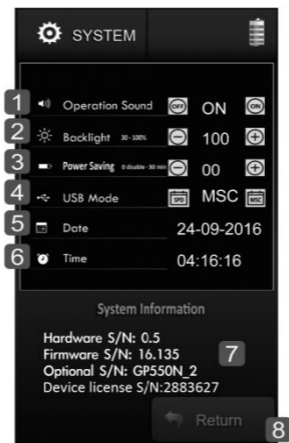 SYSTEM
1 Operation Sound OFF ON ON
2 Backlight 30-100% 100
3 Power Saving 0 disable - 30 min 00
4 USB Mode SPD MSC MSC
5 Date 24-09-2016
6 Time 04:16:16
System Information
Hardware S/N: 0.5
Firmware S/N: 16.135
Optional S/N: GP550N_2
Device license S/N:2883627
7
Return
8